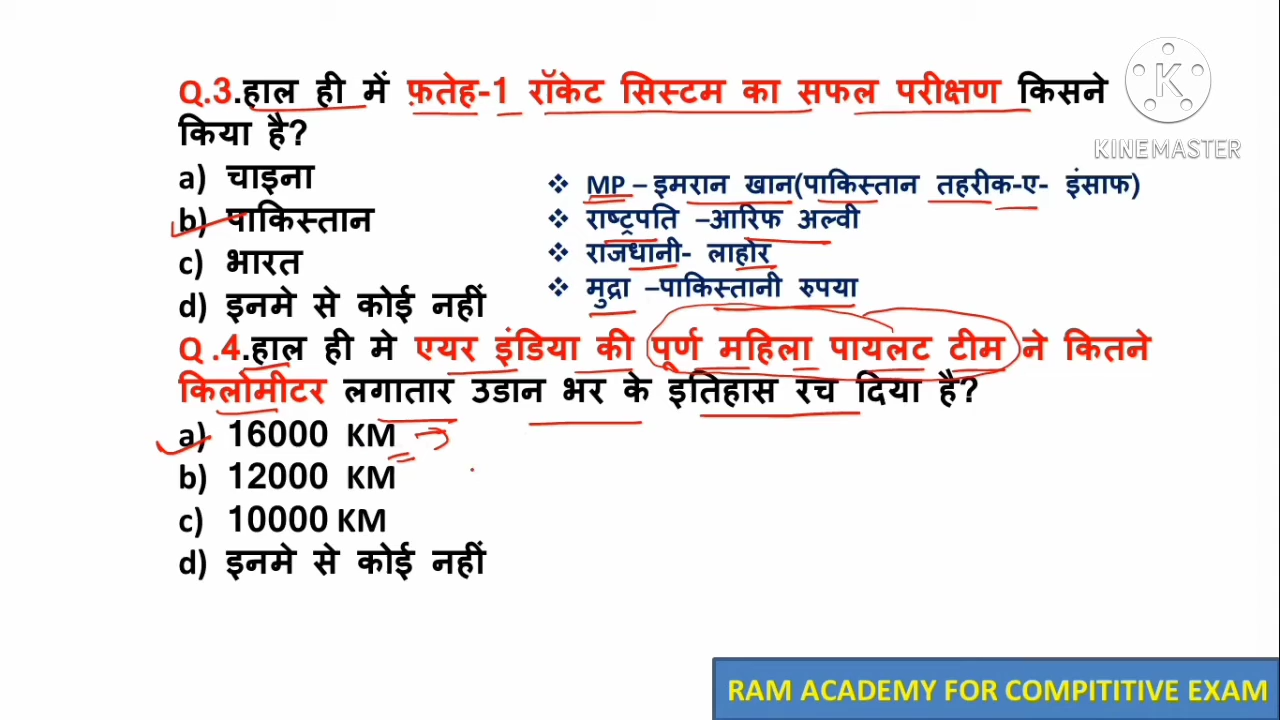 Q.3.हाल ही में फ़तेह-1 रॉकेट सिस्टम का सफल परीक्षण किसने
किया है?
a) चाइना
b) पाकिस्तान
c) भारत
d) इनमे से कोई नहीं
❖ MP – इमरान खान(पाकिस्तान तहरीक-ए- इंसाफ)
❖ राष्ट्रपति –आरिफ अल्वी
❖ राजधानी- लाहोर
❖ मुद्रा –पाकिस्तानी रुपया
Q .4.हाल ही मे एयर इंडिया की पूर्ण महिला पायलट टीम ने कितने
किलोमीटर लगातार उडान भर के इतिहास रच दिया है?
a) 16000 KM
b) 12000 KM
c) 10000 KM
d) इनमे से कोई नहीं
K
KINEMASTER
RAM ACADEMY FOR COMPITITIVE EXAM